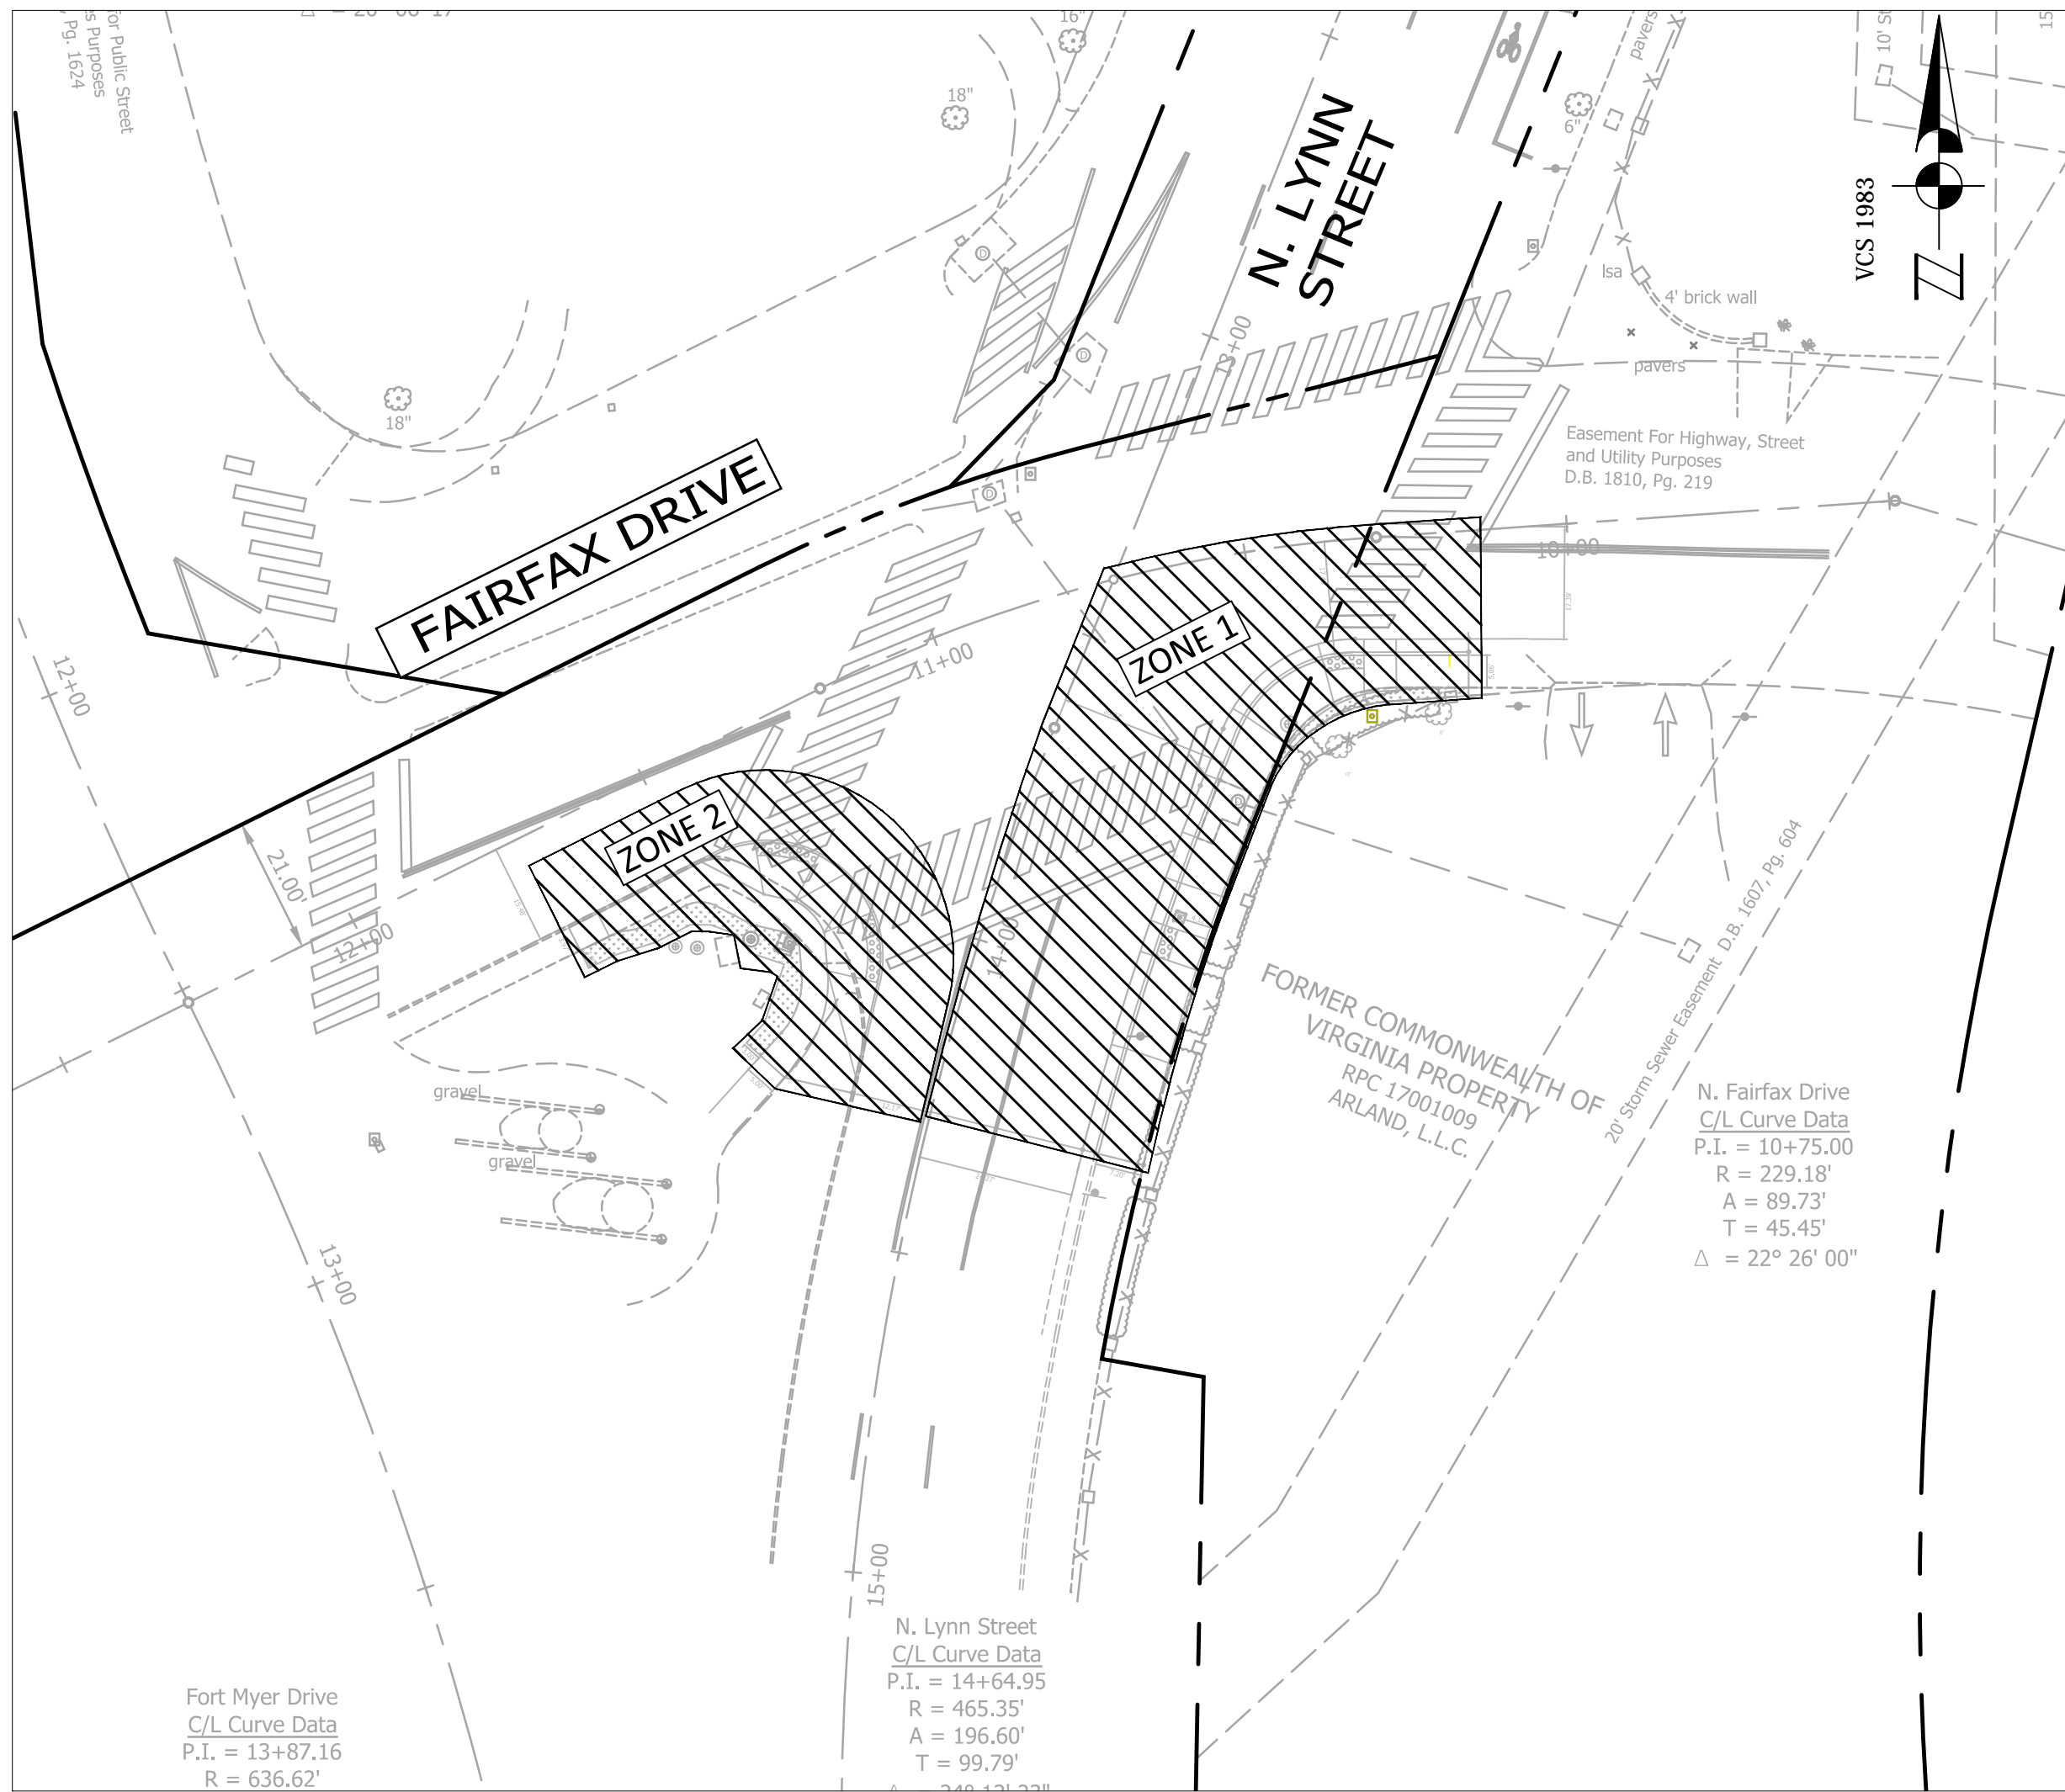 for Public Street
s Purposes
Pg. 1624
16"
18"
18"
6"
N. LYNN
STREET
pavers
10' St
15
VCS 1983
N
lsa
4' brick wall
pavers
Easement For Highway, Street
and Utility Purposes
D.B. 1810, Pg. 219
FAIRFAX DRIVE
13+00
10+00
11+00
12+00
ZONE 1
ZONE 2
21.00'
12+00
14+00
FORMER COMMONWEALTH OF
VIRGINIA PROPERTY
RPC 17001009
ARLAND, L.L.C.
20' Storm Sewer Easement D.B. 1607, Pg. 604
gravel
gravel
13+00
15+00
N. Fairfax Drive
C/L Curve Data
P.I. = 10+75.00
R = 229.18'
A = 89.73'
T = 45.45'
Δ = 22° 26' 00"
N. Lynn Street
C/L Curve Data
P.I. = 14+64.95
R = 465.35'
A = 196.60'
T = 99.79'
Fort Myer Drive
C/L Curve Data
P.I. = 13+87.16
R = 636.62'